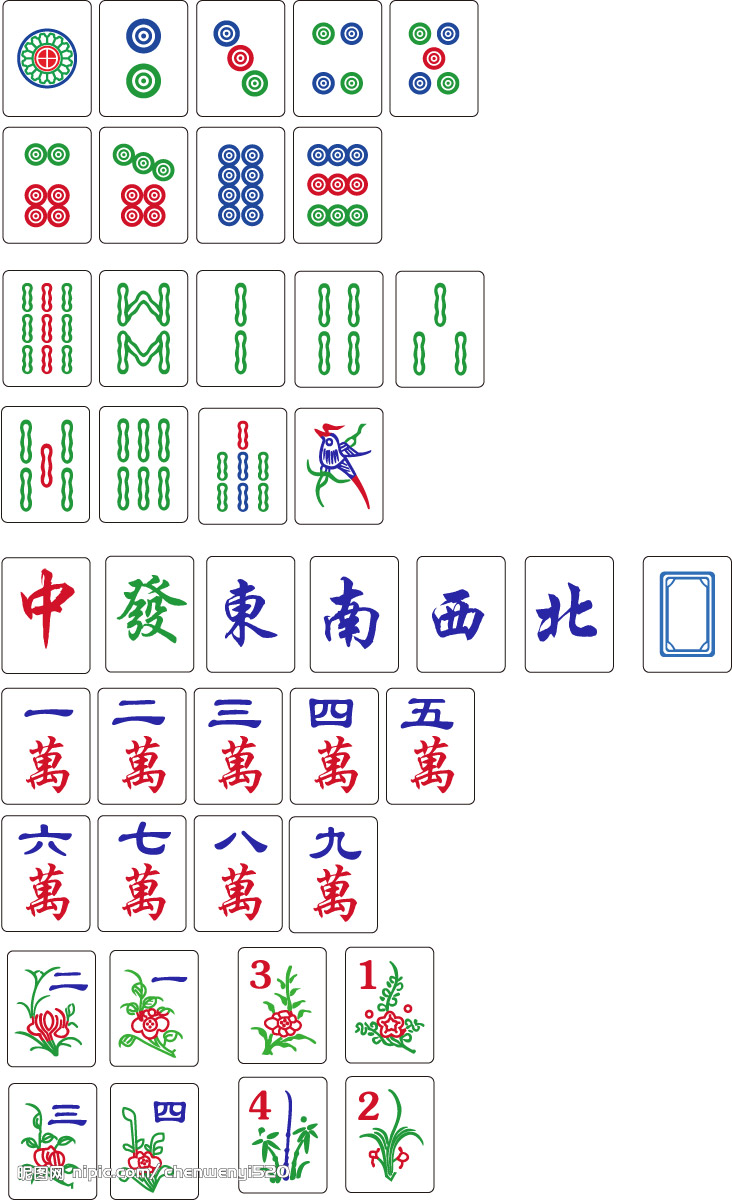 中 發 東 南 西 北
一萬 二萬 三萬 四萬 五萬
六萬 七萬 八萬 九萬
二 一 3 1
三 四 4 2
昵图网 nipic.com/chenwenyi520